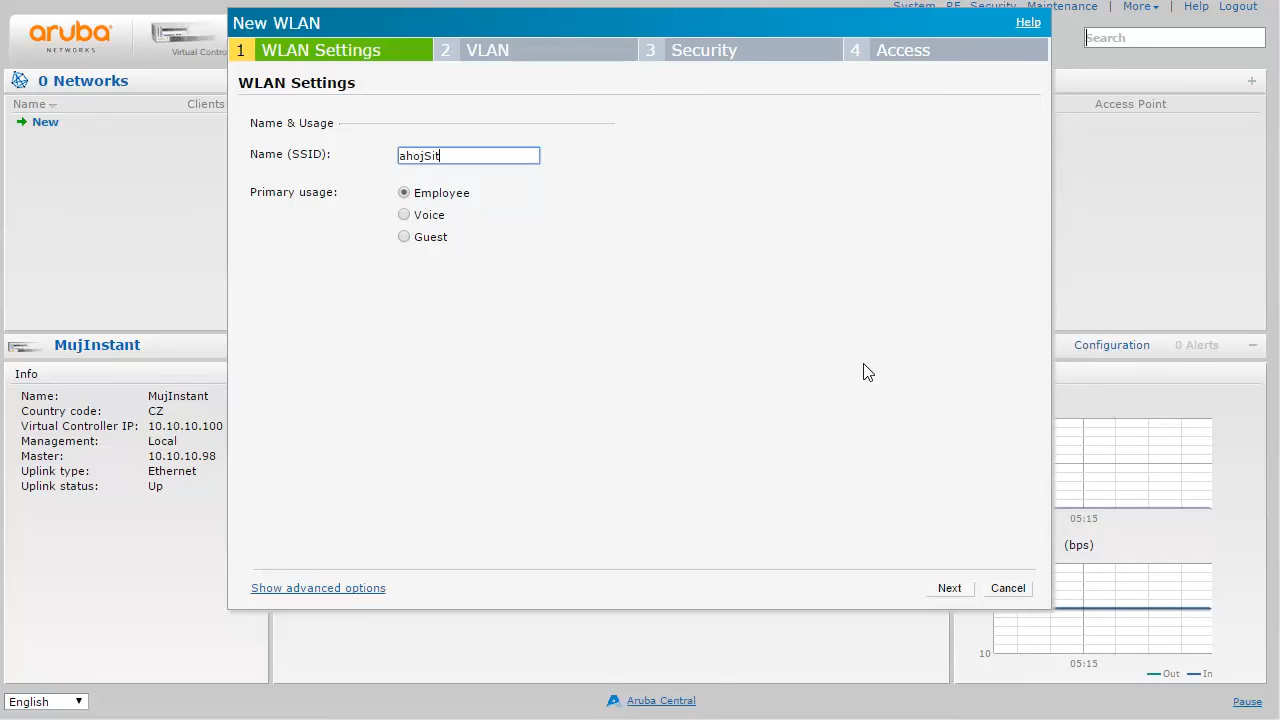 System RF Security Maintenance More Help Logout
New WLAN
Help
aruba
NETWORKS
Virtual Contro
Search
1 WLAN Settings 2 VLAN 3 Security 4 Access
0 Networks
+
WLAN Settings
Name Clients
Access Point
New
Name & Usage
Name (SSID): ahojSit
Primary usage: Employee
Voice
Guest
MujInstant
Configuration 0 Alerts
Info
Name: MujInstant
Country code: CZ
Virtual Controller IP: 10.10.10.100
Management: Local
Master: 10.10.10.98
Uplink type: Ethernet
Uplink status: Up
05:15
(bps)
Show advanced options
Next Cancel
10
05:15
Out In
English
Aruba Central
Pause